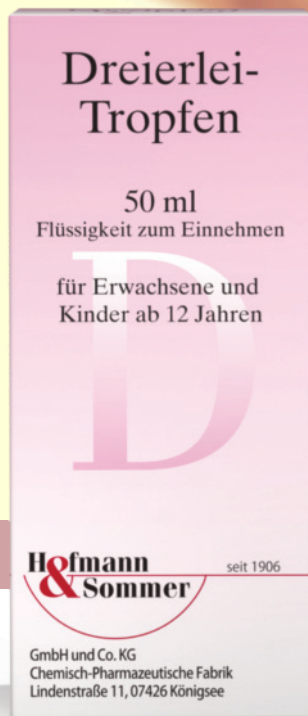 Dreierlei-
Tropfen
50 ml
Flüssigkeit zum Einnehmen
für Erwachsene und
Kinder ab 12 Jahren
D
Hofmann
& Sommer
seit 1906
GmbH und Co. KG
Chemisch-Pharmazeutische Fabrik
Lindenstraße 11, 07426 Königsee